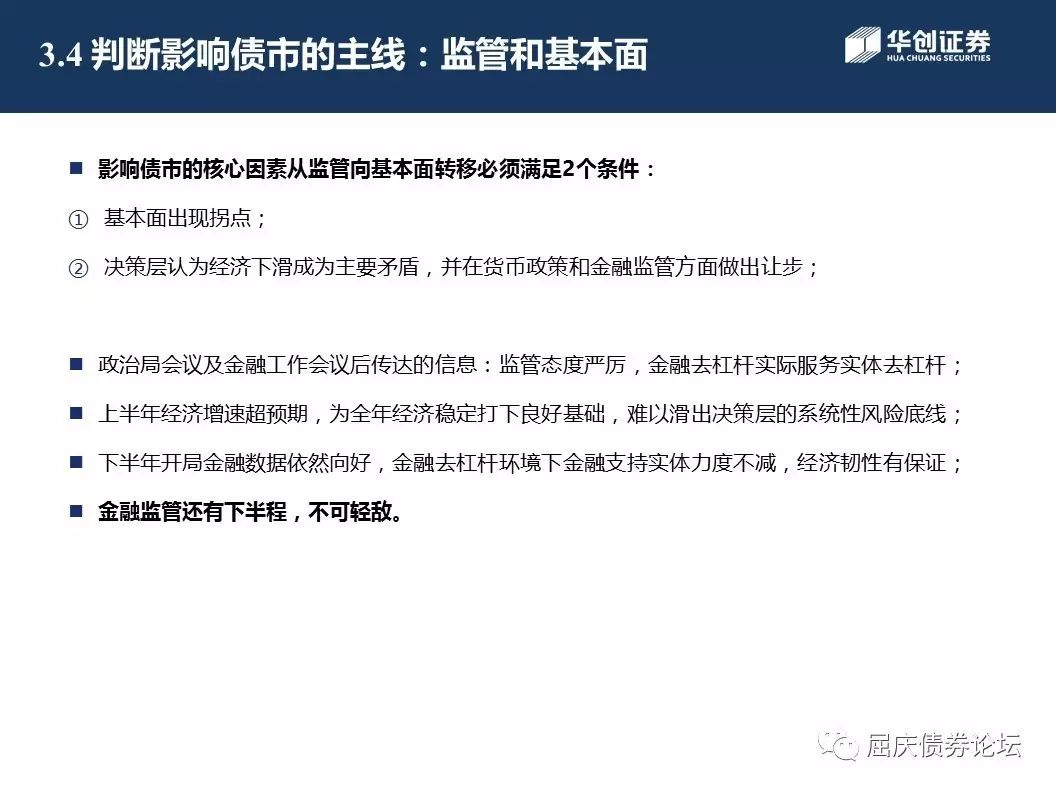 3.4 判断影响债市的主线：监管和基本面
华创证券
HUA CHUANG SECURITIES
■ 影响债市的核心因素从监管向基本面转移必须满足2个条件：
① 基本面出现拐点；
② 决策层认为经济下滑成为主要矛盾，并在货币政策和金融监管方面做出让步；
■ 政治局会议及金融工作会议后传达的信息：监管态度严厉，金融去杠杆实际服务实体去杠杆；
■ 上半年经济增速超预期，为全年经济稳定打下良好基础，难以滑出决策层的系统性风险底线；
■ 下半年开局金融数据依然向好，金融去杠杆环境下金融支持实体力度不减，经济韧性有保证；
■ 金融监管还有下半程，不可轻敌。
屈庆债券论坛